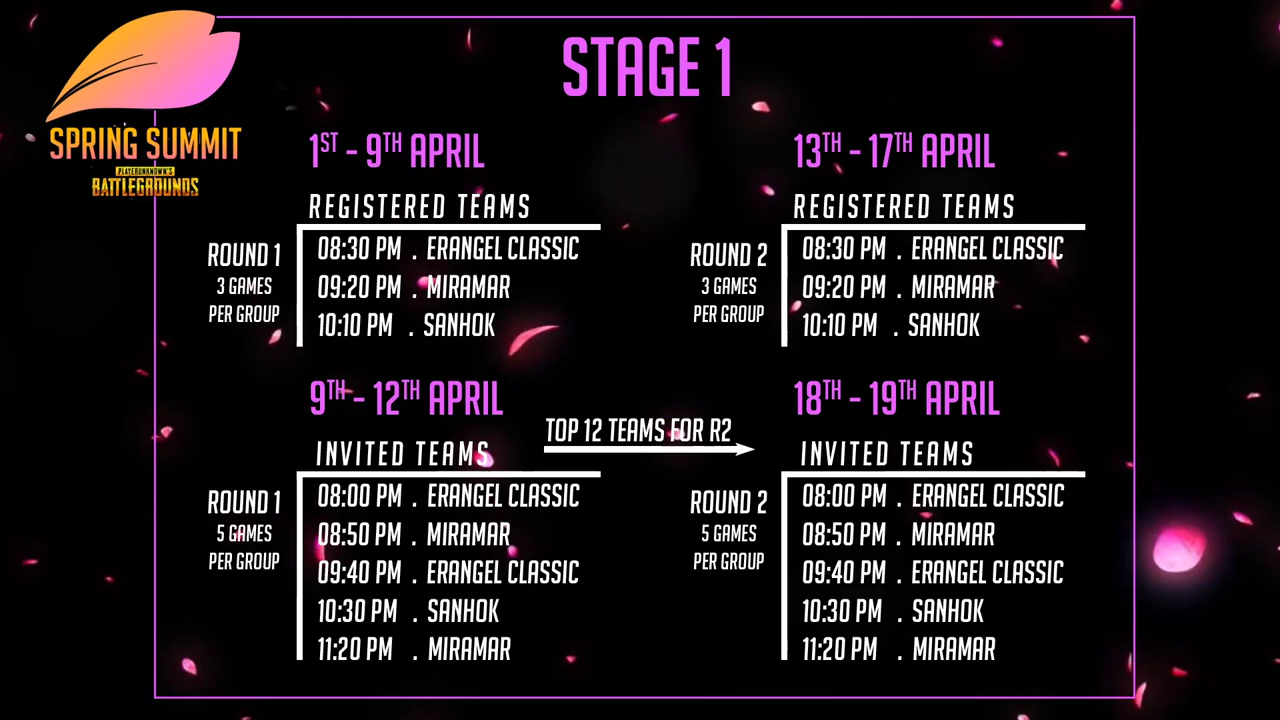 STAGE 1
SPRING SUMMIT
PLAYERUNKNOWN'S
BATTLEGROUNDS
1ST - 9TH APRIL
REGISTERED TEAMS
ROUND 1
3 GAMES
PER GROUP
08:30 PM . ERANGEL CLASSIC
09:20 PM . MIRAMAR
10:10 PM . SANHOK
13TH - 17TH APRIL
REGISTERED TEAMS
ROUND 2
3 GAMES
PER GROUP
08:30 PM . ERANGEL CLASSIC
09:20 PM . MIRAMAR
10:10 PM . SANHOK
9TH - 12TH APRIL
INVITED TEAMS
ROUND 1
5 GAMES
PER GROUP
08:00 PM . ERANGEL CLASSIC
08:50 PM . MIRAMAR
09:40 PM . ERANGEL CLASSIC
10:30 PM . SANHOK
11:20 PM . MIRAMAR
TOP 12 TEAMS FOR R2
18TH - 19TH APRIL
INVITED TEAMS
ROUND 2
5 GAMES
PER GROUP
08:00 PM . ERANGEL CLASSIC
08:50 PM . MIRAMAR
09:40 PM . ERANGEL CLASSIC
10:30 PM . SANHOK
11:20 PM . MIRAMAR